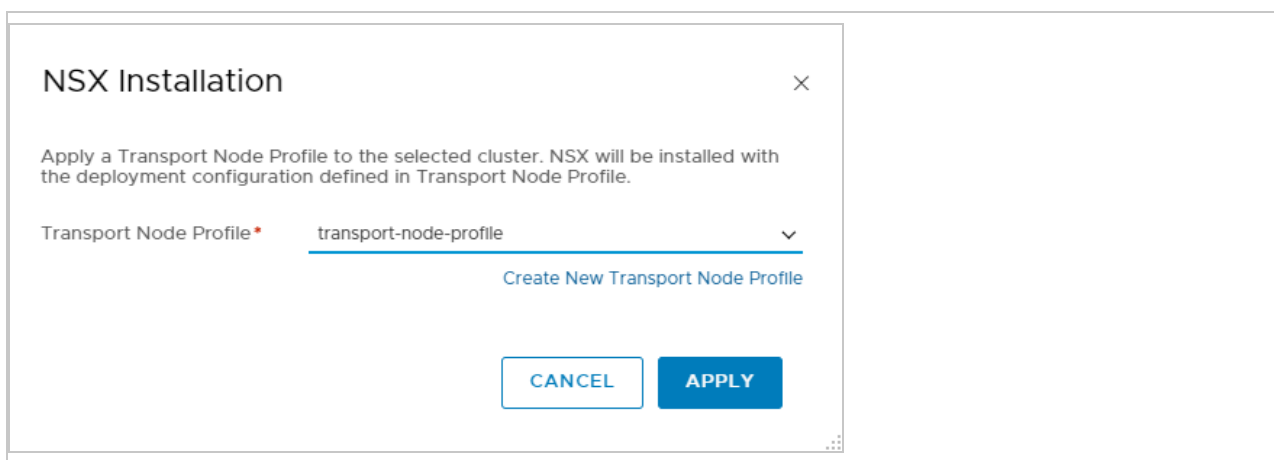 NSX Installation
Apply a Transport Node Profile to the selected cluster. NSX will be installed with
the deployment configuration defined in Transport Node Profile.
Transport Node Profile* transport-node-profile
Create New Transport Node Profile
CANCEL APPLY